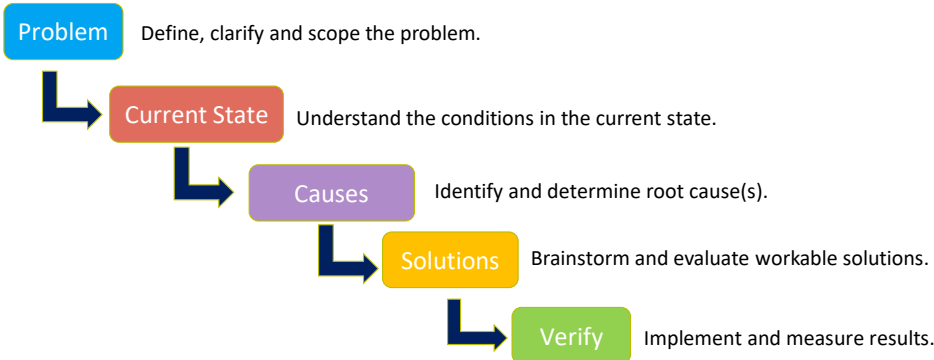 Problem
Define, clarify and scope the problem.
Current State
Understand the conditions in the current state.
Causes
Identify and determine root cause(s).
Solutions
Brainstorm and evaluate workable solutions.
Verify
Implement and measure results.